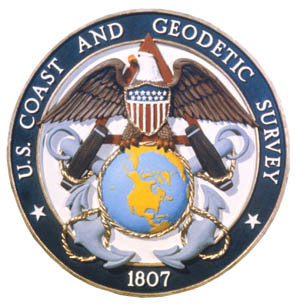 U.S. COAST AND GEODETIC SURVEY
1807